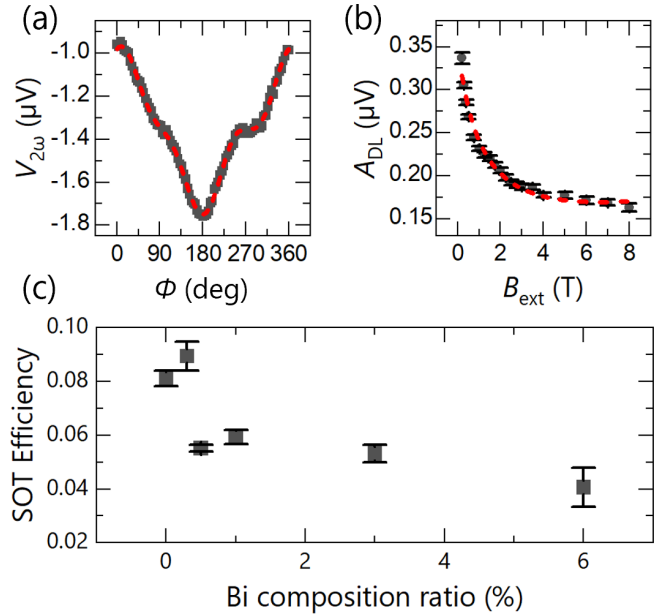 (a)
-1.0
-1.2
-1.4
-1.6
-1.8
V2ω (μV)
0 90 180 270 360
Φ (deg)
(b)
0.35
0.30
0.25
0.20
0.15
ADL (μV)
0 2 4 6 8
Bext (T)
(c)
0.10
0.08
0.06
0.04
0.02
SOT Efficiency
0 2 4 6
Bi composition ratio (%)